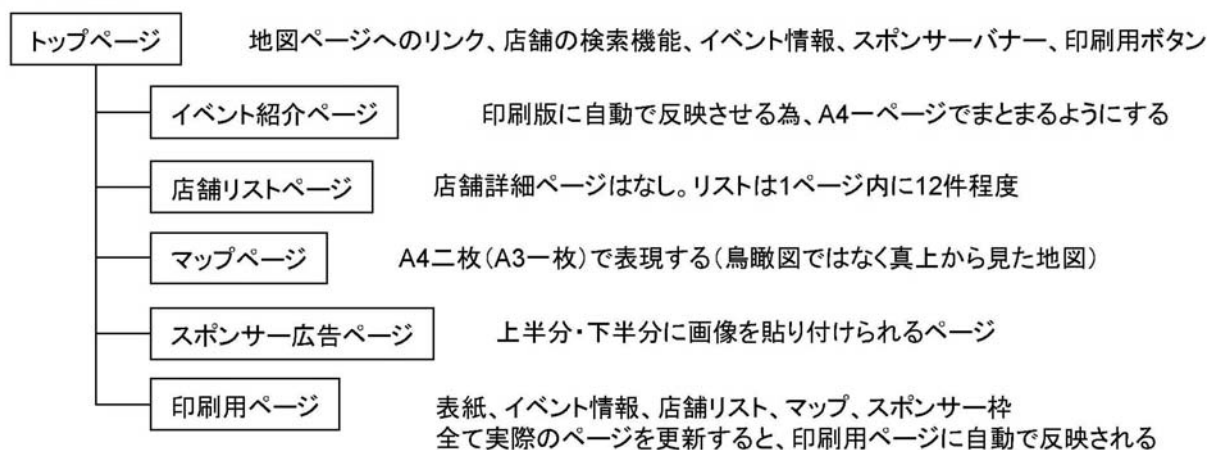 トップページ　地図ページへのリンク、店舗の検索機能、イベント情報、スポンサーバナー、印刷用ボタン
イベント紹介ページ　印刷版に自動で反映させる為、A4一ページでまとまるようにする
店舗リストページ　店舗詳細ページはなし。リストは1ページ内に12件程度
マップページ　A4二枚（A3一枚）で表現する（鳥瞰図ではなく真上から見た地図）
スポンサー広告ページ　上半分・下半分に画像を貼り付けられるページ
印刷用ページ　表紙、イベント情報、店舗リスト、マップ、スポンサー枠
全て実際のページを更新すると、印刷用ページに自動で反映される